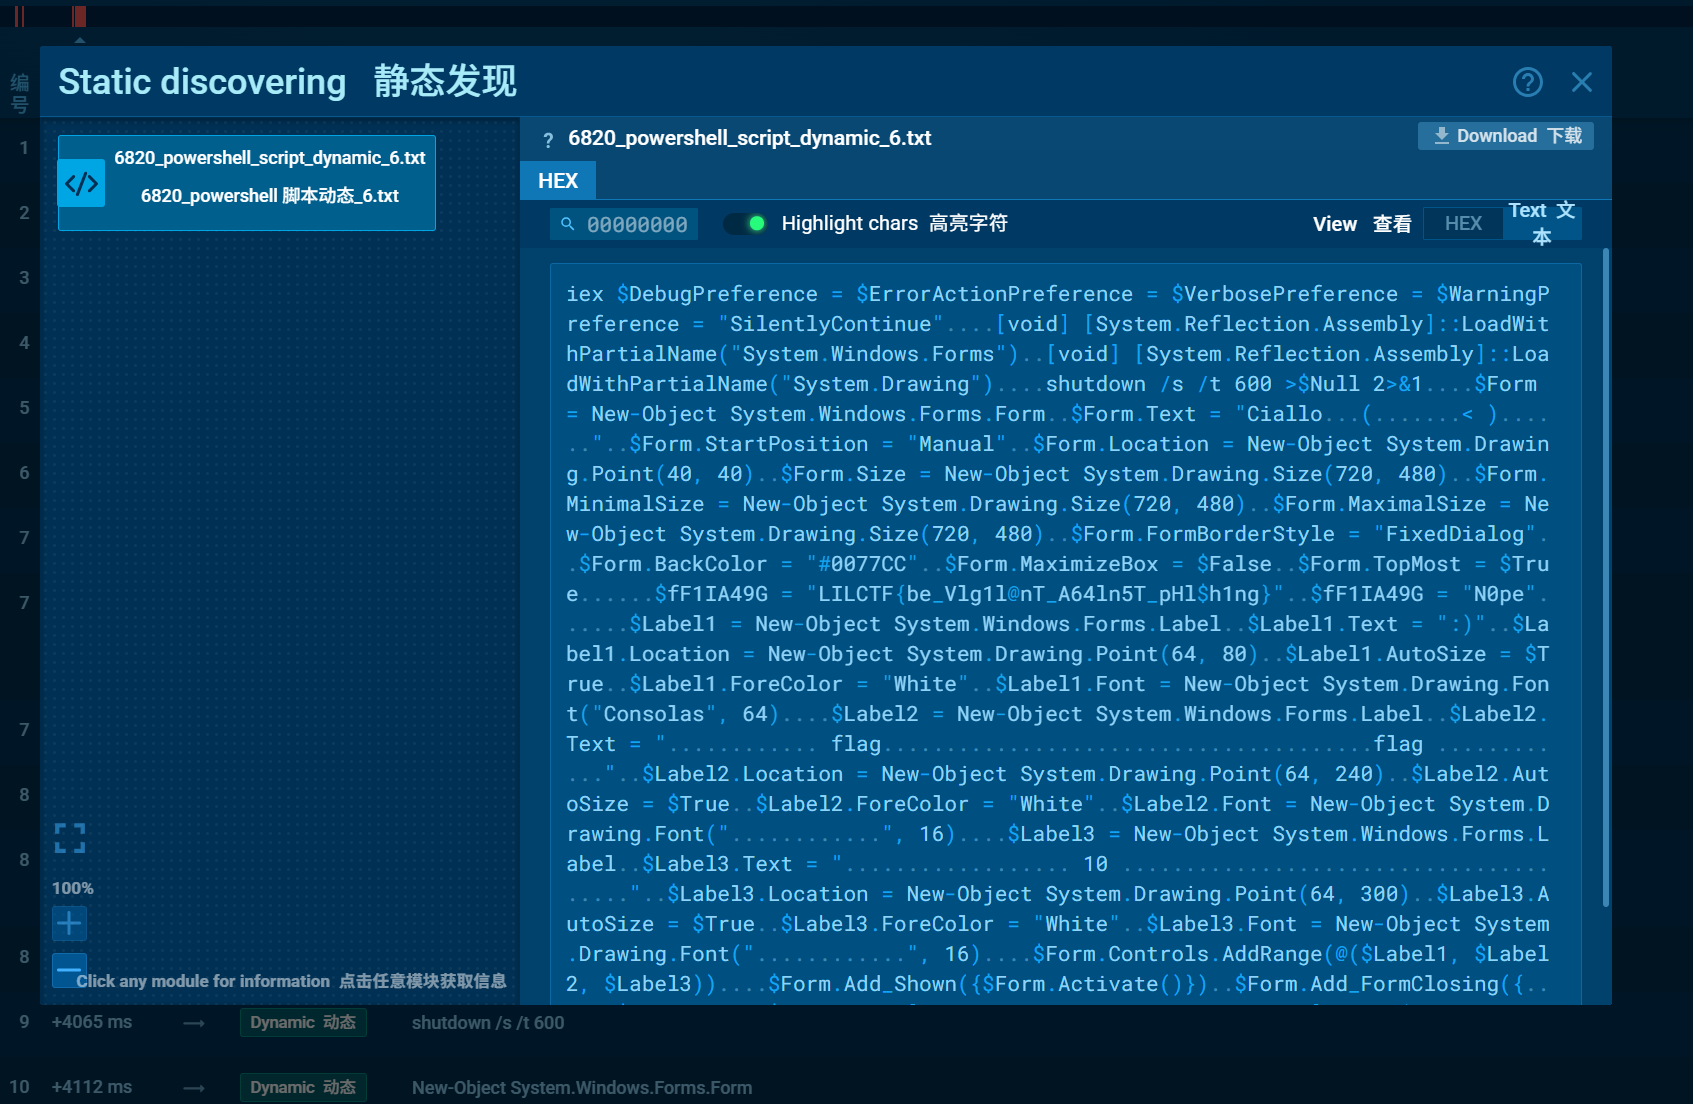 编
号
Static discovering 静态发现
1
2
3
4
5
6
7
7
7
8
8
8
6820_powershell_script_dynamic_6.txt
6820_powershell 脚本动态_6.txt
100%
Click any module for information 点击任意模块获取信息
? 6820_powershell_script_dynamic_6.txt
Download 下载
HEX
00000000
Highlight chars 高亮字符
View 查看
HEX
Text 文
本
iex $DebugPreference = $ErrorActionPreference = $VerbosePreference = $WarningP
reference = "SilentlyContinue"....[void] [System.Reflection.Assembly]::LoadWit
hPartialName("System.Windows.Forms")..[void] [System.Reflection.Assembly]::Loa
dWithPartialName("System.Drawing")....shutdown /s /t 600 >$Null 2>&1....$Form
= New-Object System.Windows.Forms.Form..$Form.Text = "Ciallo...(.......< )....
.."..$Form.StartPosition = "Manual"..$Form.Location = New-Object System.Drawin
g.Point(40, 40)..$Form.Size = New-Object System.Drawing.Size(720, 480)..$Form.
MinimalSize = New-Object System.Drawing.Size(720, 480)..$Form.MaximalSize = Ne
w-Object System.Drawing.Size(720, 480)..$Form.FormBorderStyle = "FixedDialog".
.$Form.BackColor = "#0077CC"..$Form.MaximizeBox = $False..$Form.TopMost = $Tru
e......$fF1IA49G = "LILCTF{be_Vlg1l@nT_A64ln5T_pHl$h1ng}"..$fF1IA49G = "N0pe".
.....$Label1 = New-Object System.Windows.Forms.Label..$Label1.Text = ":)"..$La
bel1.Location = New-Object System.Drawing.Point(64, 80)..$Label1.AutoSize = $T
rue..$Label1.ForeColor = "White"..$Label1.Font = New-Object System.Drawing.Fon
t("Consolas", 64)....$Label2 = New-Object System.Windows.Forms.Label..$Label2.
Text = "............ flag.......................................flag .........
..."..$Label2.Location = New-Object System.Drawing.Point(64, 240)..$Label2.Aut
oSize = $True..$Label2.ForeColor = "White"..$Label2.Font = New-Object System.D
rawing.Font("............", 16)....$Label3 = New-Object System.Windows.Forms.L
abel..$Label3.Text = ".................. 10 ..................................
....."..$Label3.Location = New-Object System.Drawing.Point(64, 300)..$Label3.A
utoSize = $True..$Label3.ForeColor = "White"..$Label3.Font = New-Object System
.Drawing.Font("............", 16)....$Form.Controls.AddRange(@($Label1, $Label
2, $Label3))....$Form.Add_Shown({$Form.Activate()})..$Form.Add_FormClosing({..
9 +4065 ms → Dynamic 动态 shutdown /s /t 600
10 +4112 ms → Dynamic 动态 New-Object System.Windows.Forms.Form